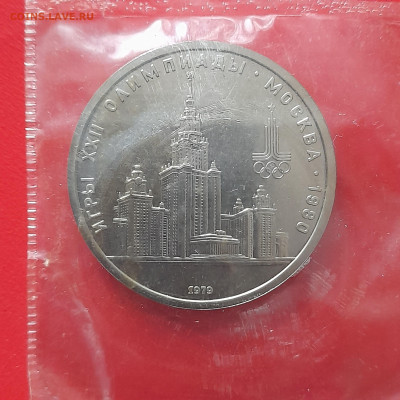 COINS.LAVE.RU
ИГРЫ XXII ОЛИМПИАДЫ · МОСКВА · 1980
1979